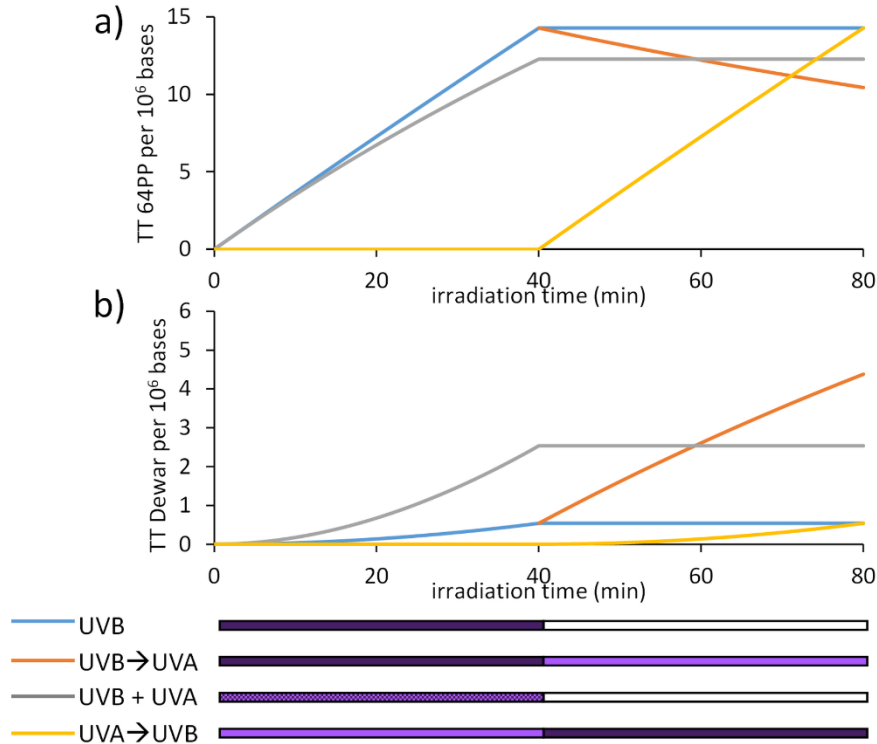 a)
TT 64PP per 10⁶ bases
15
10
5
0
0 20 40 60 80
irradiation time (min)
b)
TT Dewar per 10⁶ bases
6
5
4
3
2
1
0
0 20 40 60 80
irradiation time (min)
UVB
UVB→UVA
UVB + UVA
UVA→UVB